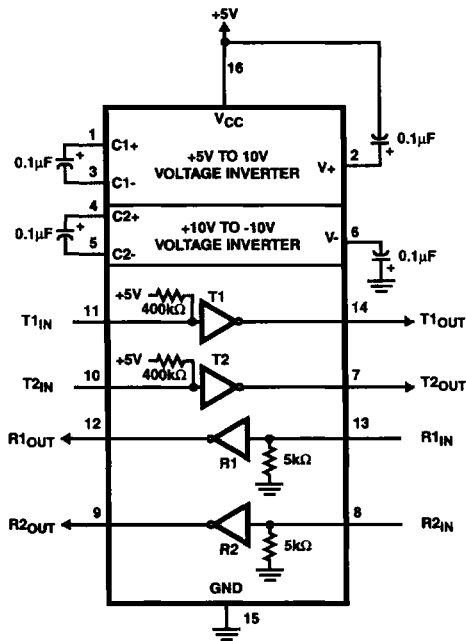 +5V
16
VCC
1
C1+
+
0.1μF
3
C1-
+5V TO 10V
VOLTAGE INVERTER
V+
2
+
0.1μF
4
C2+
+
0.1μF
5
C2-
+10V TO -10V
VOLTAGE INVERTER
V-
6
+
0.1μF
+5V
400kΩ
T1
T1IN
11
14
T1OUT
+5V
400kΩ
T2
T2IN
10
7
T2OUT
R1OUT
12
R1
13
R1IN
5kΩ
R2OUT
9
R2
8
R2IN
5kΩ
GND
15